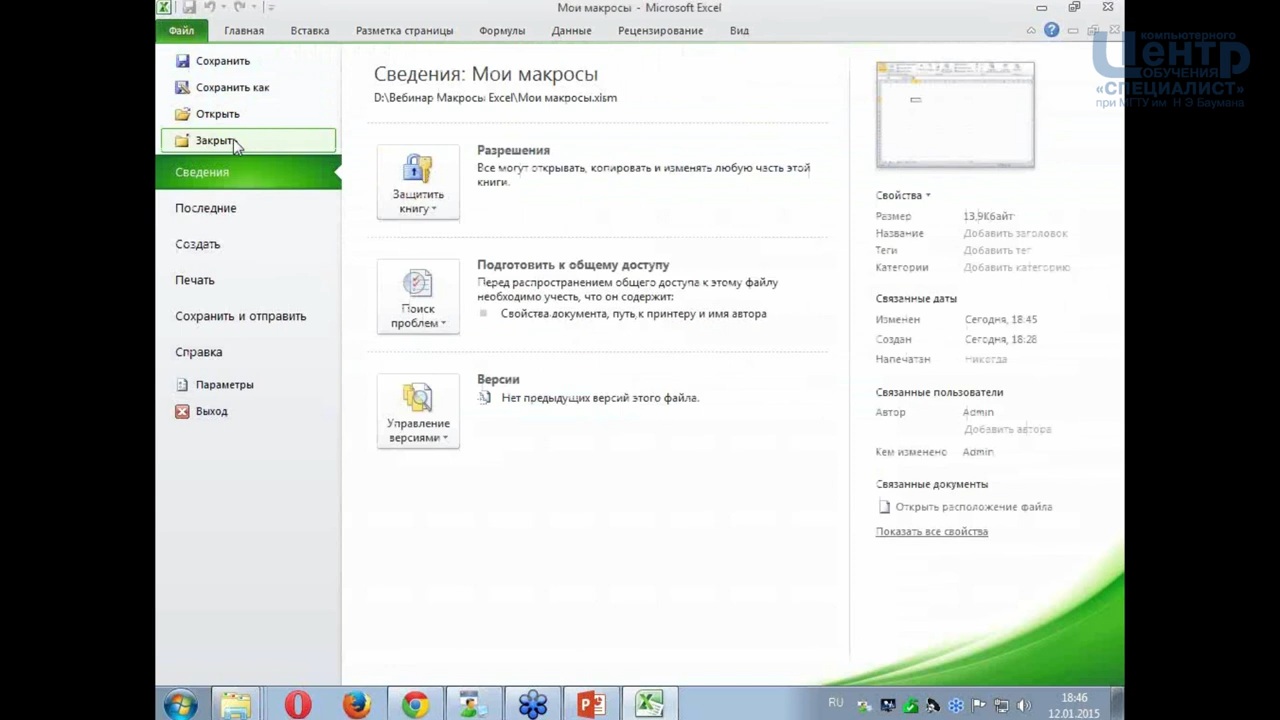 Мои макросы - Microsoft Excel
Файл Главная Вставка Разметка страницы Формулы Данные Рецензирование Вид
компьютерного
Центр
ОБУЧЕНИЯ
«СПЕЦИАЛИСТ»
при МГТУ им. Н.Э.Баумана
Сохранить
Сохранить как
Открыть
Закрыть
Сведения
Последние
Создать
Печать
Сохранить и отправить
Справка
Параметры
Выход
Сведения: Мои макросы
D:\Вебинар Макросы Excel\Мои макросы.xlsm
Защитить
книгу
Разрешения
Все могут открывать, копировать и изменять любую часть этой
книги.
Поиск
проблем
Подготовить к общему доступу
Перед распространением общего доступа к этому файлу
необходимо учесть, что он содержит:
Свойства документа, путь к принтеру и имя автора
Управление
версиями
Версии
Нет предыдущих версий этого файла.
Свойства
Размер 13,9Кбайт
Название Добавить заголовок
Теги Добавить тег
Категории Добавить категорию
Связанные даты
Изменен Сегодня, 18:45
Создан Сегодня, 18:28
Напечатан Никогда
Связанные пользователи
Автор Admin
Добавить автора
Кем изменено Admin
Связанные документы
Открыть расположение файла
Показать все свойства
RU
18:46
12.01.2015